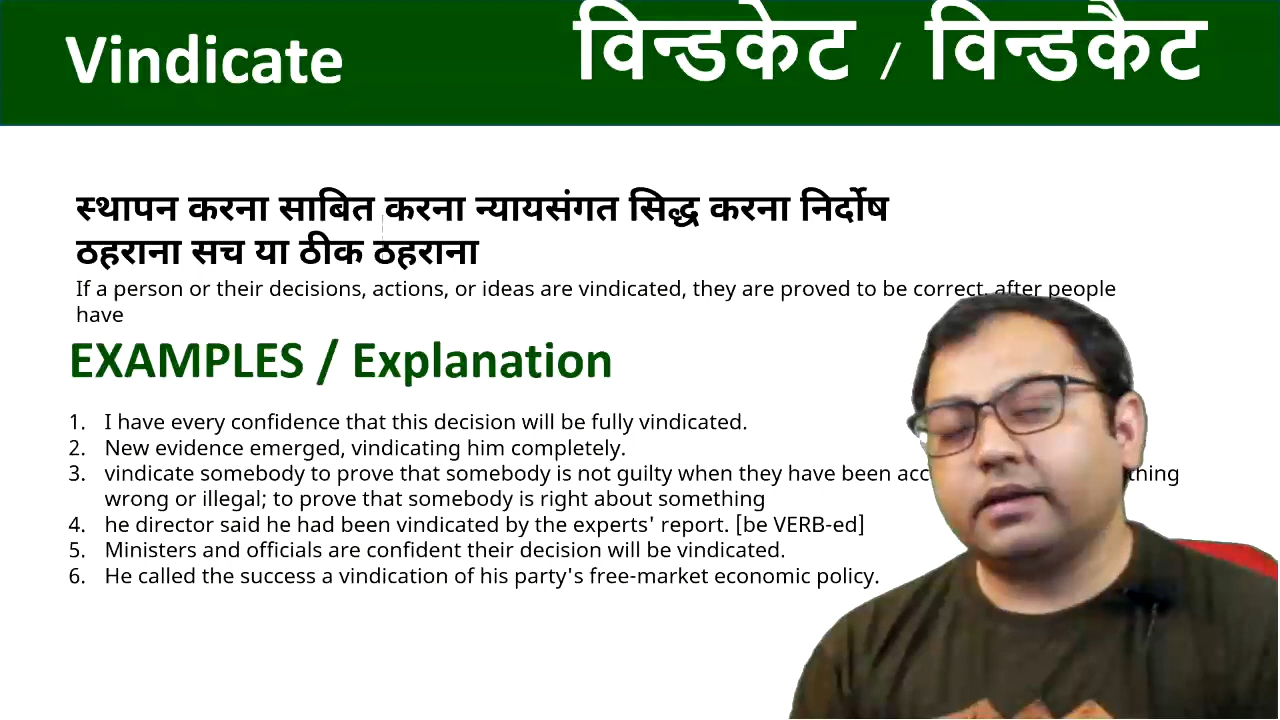 Vindicate
विन्डकेट / विन्डकैट
स्थापन करना साबित करना न्यायसंगत सिद्ध करना निर्दोष
ठहराना सच या ठीक ठहराना
If a person or their decisions, actions, or ideas are vindicated, they are proved to be correct, after people
have
EXAMPLES / Explanation
1. I have every confidence that this decision will be fully vindicated.
2. New evidence emerged, vindicating him completely.
3. vindicate somebody to prove that somebody is not guilty when they have been
wrong or illegal; to prove that somebody is right about something
4. he director said he had been vindicated by the experts' report. [be VERB-ed]
5. Ministers and officials are confident their decision will be vindicated.
6. He called the success a vindication of his party's free-market economic policy.